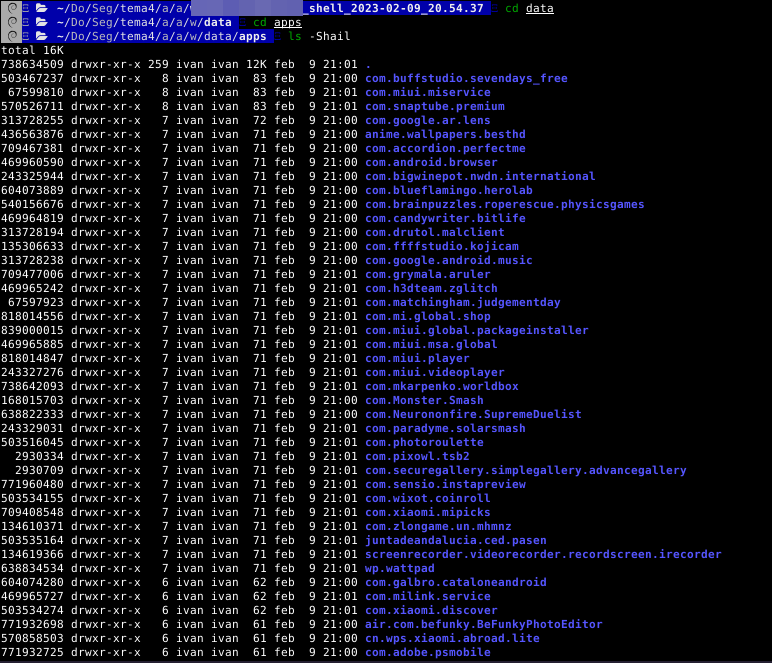 ~/Do/Seg/tema4/a/a/ _shell_2023-02-09_20.54.37 cd data
~/Do/Seg/tema4/a/a/w/data cd apps
~/Do/Seg/tema4/a/a/w/data/apps ls -Shail
total 16K
738634509 drwxr-xr-x 259 ivan ivan 12K feb  9 21:01 .
503467237 drwxr-xr-x   8 ivan ivan  83 feb  9 21:00 com.buffstudio.sevendays_free
 67599810 drwxr-xr-x   8 ivan ivan  83 feb  9 21:01 com.miui.miservice
570526711 drwxr-xr-x   8 ivan ivan  83 feb  9 21:01 com.snaptube.premium
313728255 drwxr-xr-x   7 ivan ivan  72 feb  9 21:00 com.google.ar.lens
436563876 drwxr-xr-x   7 ivan ivan  71 feb  9 21:00 anime.wallpapers.besthd
709467381 drwxr-xr-x   7 ivan ivan  71 feb  9 21:00 com.accordion.perfectme
469960590 drwxr-xr-x   7 ivan ivan  71 feb  9 21:00 com.android.browser
243325944 drwxr-xr-x   7 ivan ivan  71 feb  9 21:00 com.bigwinepot.nwdn.international
604073889 drwxr-xr-x   7 ivan ivan  71 feb  9 21:00 com.blueflamingo.herolab
540156676 drwxr-xr-x   7 ivan ivan  71 feb  9 21:00 com.brainpuzzles.roperescue.physicsgames
469964819 drwxr-xr-x   7 ivan ivan  71 feb  9 21:00 com.candywriter.bitlife
313728194 drwxr-xr-x   7 ivan ivan  71 feb  9 21:00 com.drutol.malclient
135306633 drwxr-xr-x   7 ivan ivan  71 feb  9 21:00 com.ffffstudio.kojicam
313728238 drwxr-xr-x   7 ivan ivan  71 feb  9 21:00 com.google.android.music
709477006 drwxr-xr-x   7 ivan ivan  71 feb  9 21:01 com.grymala.aruler
469965242 drwxr-xr-x   7 ivan ivan  71 feb  9 21:01 com.h3dteam.zglitch
 67597923 drwxr-xr-x   7 ivan ivan  71 feb  9 21:01 com.matchingham.judgementday
818014556 drwxr-xr-x   7 ivan ivan  71 feb  9 21:00 com.mi.global.shop
839000015 drwxr-xr-x   7 ivan ivan  71 feb  9 21:01 com.miui.global.packageinstaller
469965885 drwxr-xr-x   7 ivan ivan  71 feb  9 21:01 com.miui.msa.global
818014847 drwxr-xr-x   7 ivan ivan  71 feb  9 21:01 com.miui.player
243327276 drwxr-xr-x   7 ivan ivan  71 feb  9 21:01 com.miui.videoplayer
738642093 drwxr-xr-x   7 ivan ivan  71 feb  9 21:01 com.mkarpenko.worldbox
168015703 drwxr-xr-x   7 ivan ivan  71 feb  9 21:00 com.Monster.Smash
638822333 drwxr-xr-x   7 ivan ivan  71 feb  9 21:00 com.Neurononfire.SupremeDuelist
243329031 drwxr-xr-x   7 ivan ivan  71 feb  9 21:01 com.paradyme.solarsmash
503516045 drwxr-xr-x   7 ivan ivan  71 feb  9 21:01 com.photoroulette
  2930334 drwxr-xr-x   7 ivan ivan  71 feb  9 21:01 com.pixowl.tsb2
  2930709 drwxr-xr-x   7 ivan ivan  71 feb  9 21:01 com.securegallery.simplegallery.advancegallery
771960480 drwxr-xr-x   7 ivan ivan  71 feb  9 21:01 com.sensio.instapreview
503534155 drwxr-xr-x   7 ivan ivan  71 feb  9 21:01 com.wixot.coinroll
709408548 drwxr-xr-x   7 ivan ivan  71 feb  9 21:01 com.xiaomi.mipicks
134610371 drwxr-xr-x   7 ivan ivan  71 feb  9 21:01 com.zlongame.un.mhmnz
503535164 drwxr-xr-x   7 ivan ivan  71 feb  9 21:01 juntadeandalucia.ced.pasen
134619366 drwxr-xr-x   7 ivan ivan  71 feb  9 21:01 screenrecorder.videorecorder.recordscreen.irecorder
638834534 drwxr-xr-x   7 ivan ivan  71 feb  9 21:01 wp.wattpad
604074280 drwxr-xr-x   6 ivan ivan  62 feb  9 21:00 com.galbro.cataloneandroid
469965727 drwxr-xr-x   6 ivan ivan  62 feb  9 21:01 com.milink.service
503534274 drwxr-xr-x   6 ivan ivan  62 feb  9 21:01 com.xiaomi.discover
771932698 drwxr-xr-x   6 ivan ivan  61 feb  9 21:00 air.com.befunky.BeFunkyPhotoEditor
570858503 drwxr-xr-x   6 ivan ivan  61 feb  9 21:00 cn.wps.xiaomi.abroad.lite
771932725 drwxr-xr-x   6 ivan ivan  61 feb  9 21:00 com.adobe.psmobile